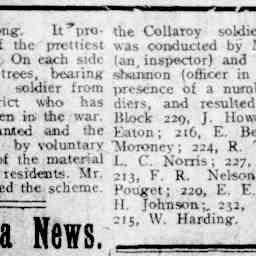 ong. It pro-
f the prettiest
On each side
trees, bearing
soldier from
rict who has
en in the war.
anted and the
by voluntary
of the material
residents. Mr.
ed the scheme.
a News.
the Collaroy soldie
was conducted by M
(an inspector) and
shannon (officer in
presence of a numb
diers, and resulted
Block 229, J. How
Eaton; 216, E. Be
Moroney; 224, R. T
L. C. Norris; 227,
213, F. R. Nelson
Pouget; 220, E. E.
H. Johnson; 232,
215, W. Harding.